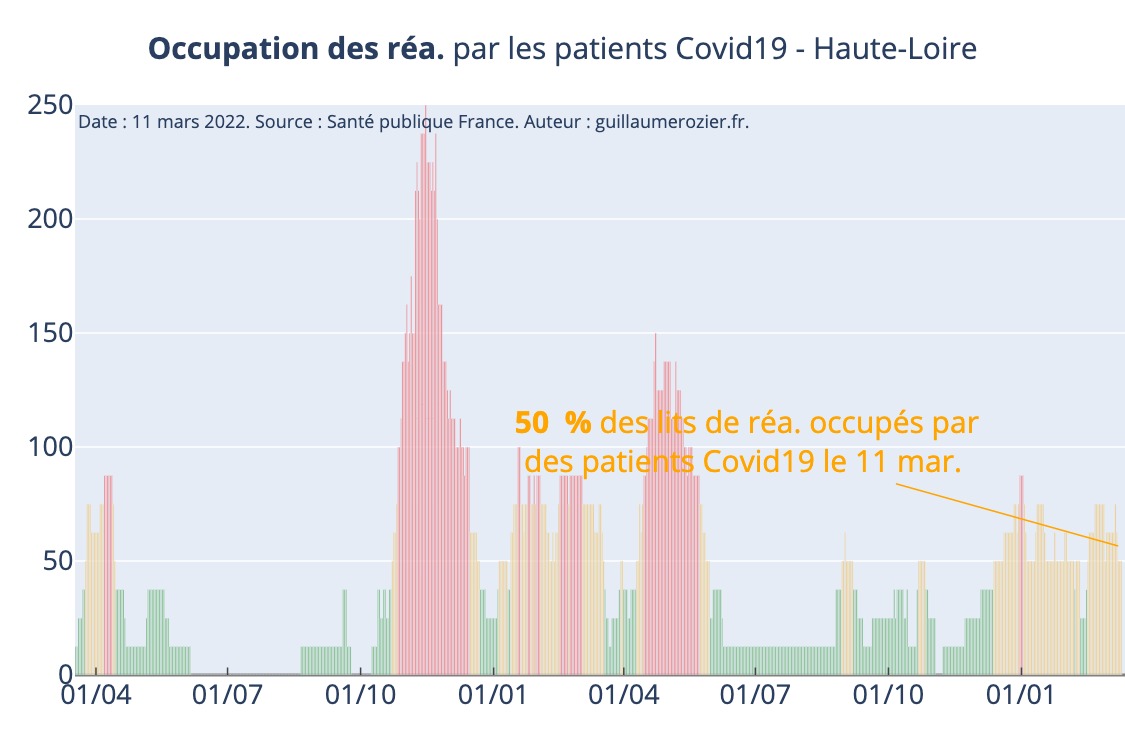 Occupation des réa. par les patients Covid19 - Haute-Loire
250
Date : 11 mars 2022. Source : Santé publique France. Auteur : guillaumerozier.fr.
200
150
50 % des lits de réa. occupés par
100
des patients Covid19 le 11 mar.
50
0
01/04 01/07 01/10 01/01 01/04 01/07 01/10 01/01